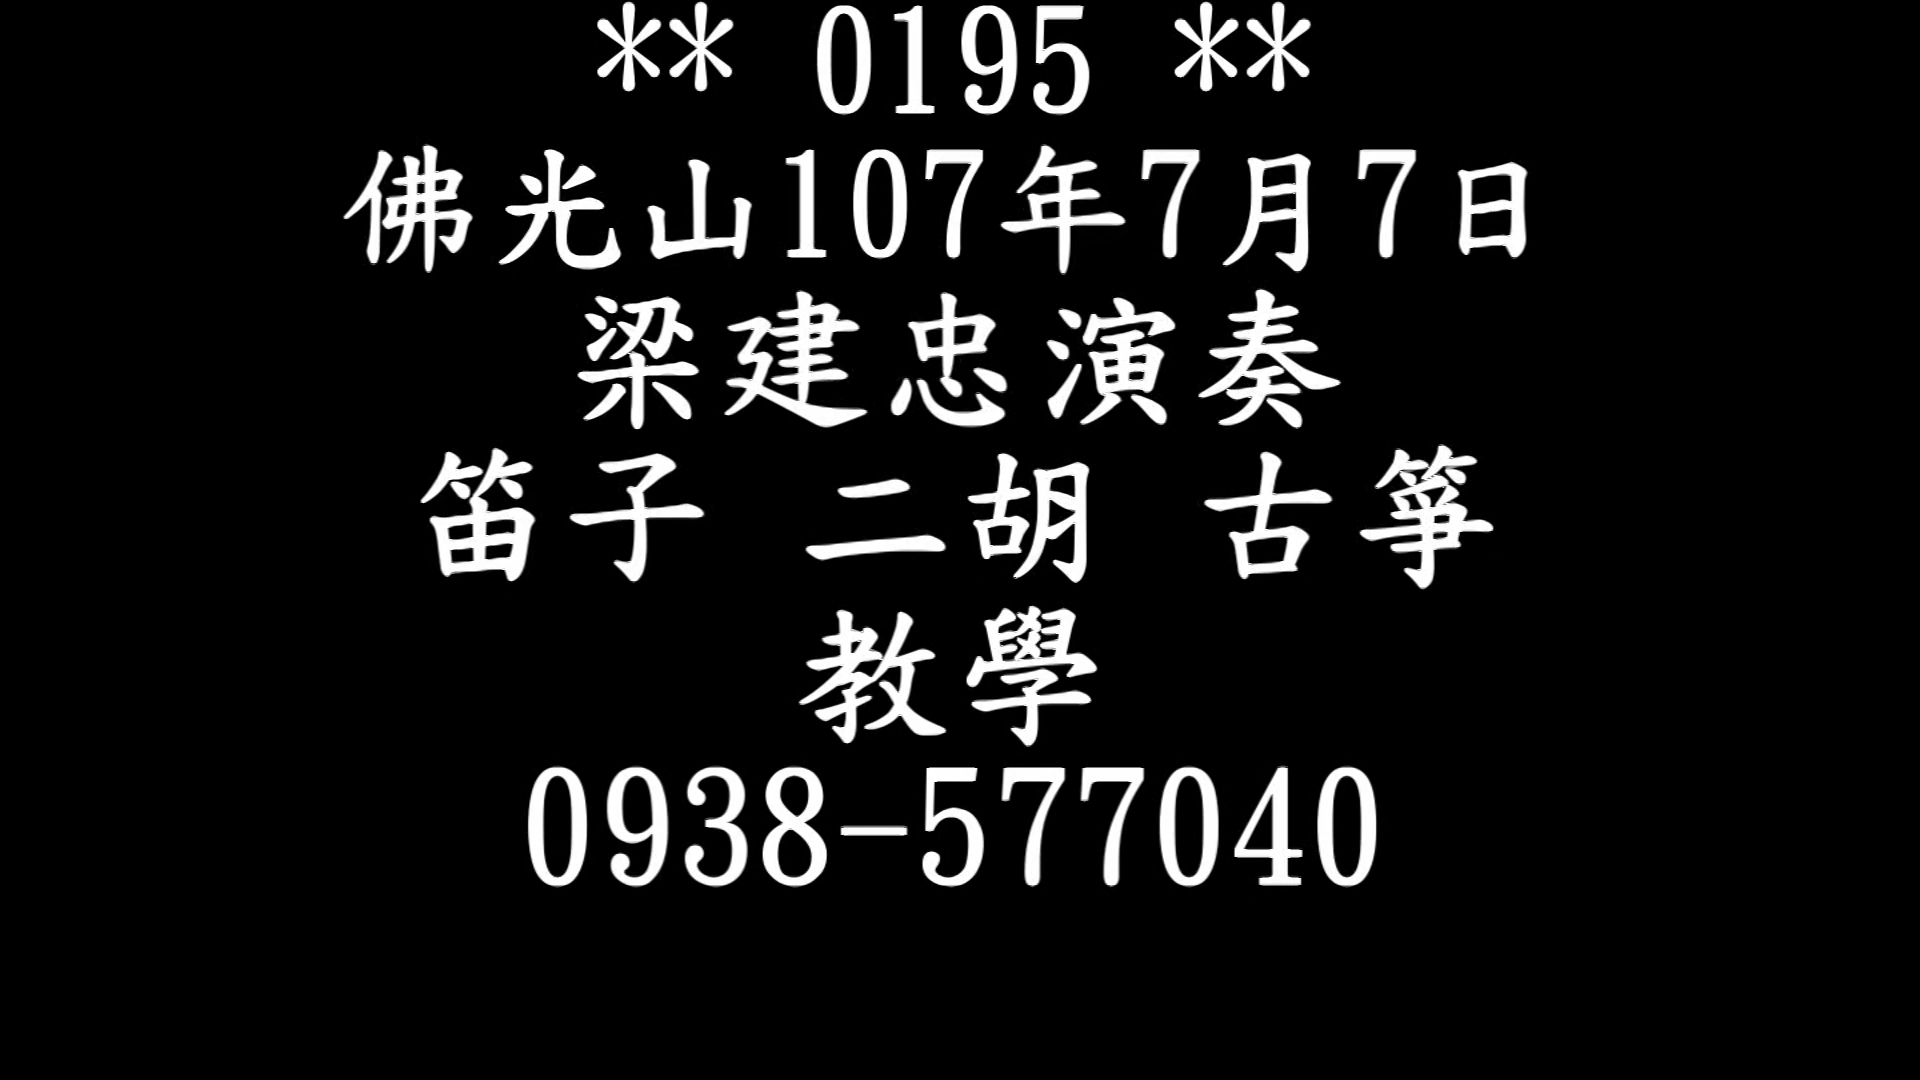 ** 0195 **
佛光山107年7月7日
梁建忠演奏
笛子 二胡 古箏
教學
0938-577040